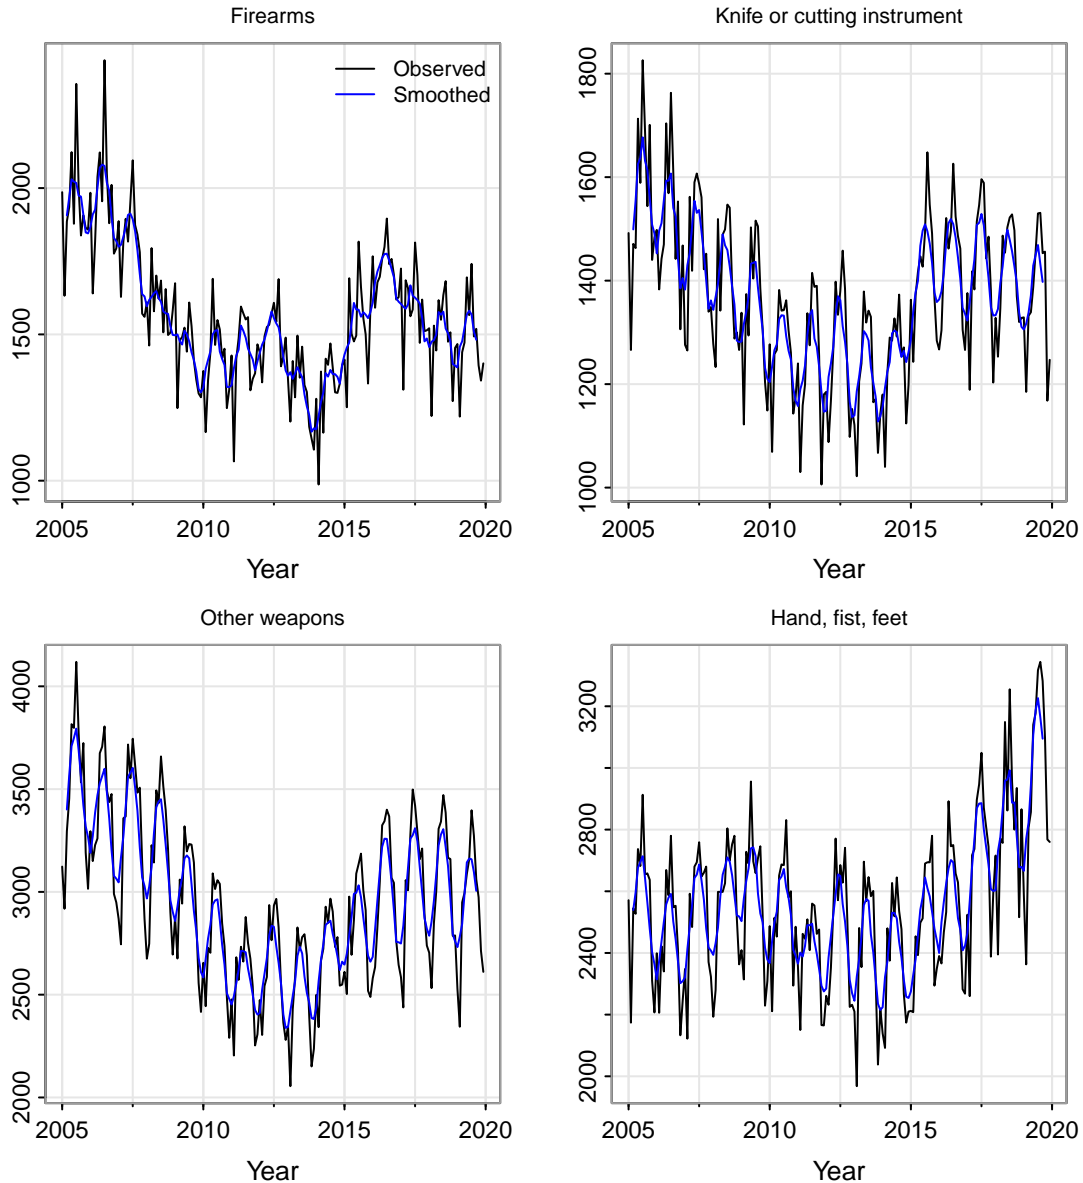 Firearms
Observed
Smoothed
2000
1500
1000
2005 2010 2015 2020
Year
Knife or cutting instrument
1800
1600
1400
1200
1000
2005 2010 2015 2020
Year
Other weapons
4000
3500
3000
2500
2000
2005 2010 2015 2020
Year
Hand, fist, feet
3200
2800
2400
2000
2005 2010 2015 2020
Year